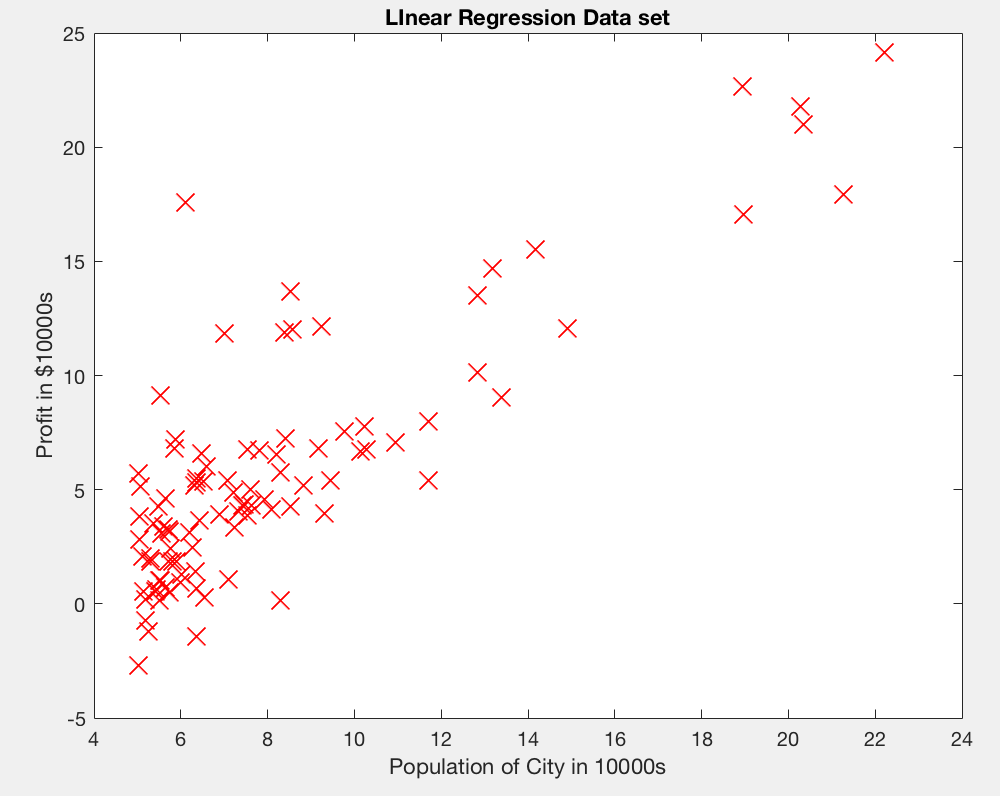 LInear Regression Data set
25
20
15
10
5
0
-5
Profit in $10000s
4 6 8 10 12 14 16 18 20 22 24
Population of City in 10000s